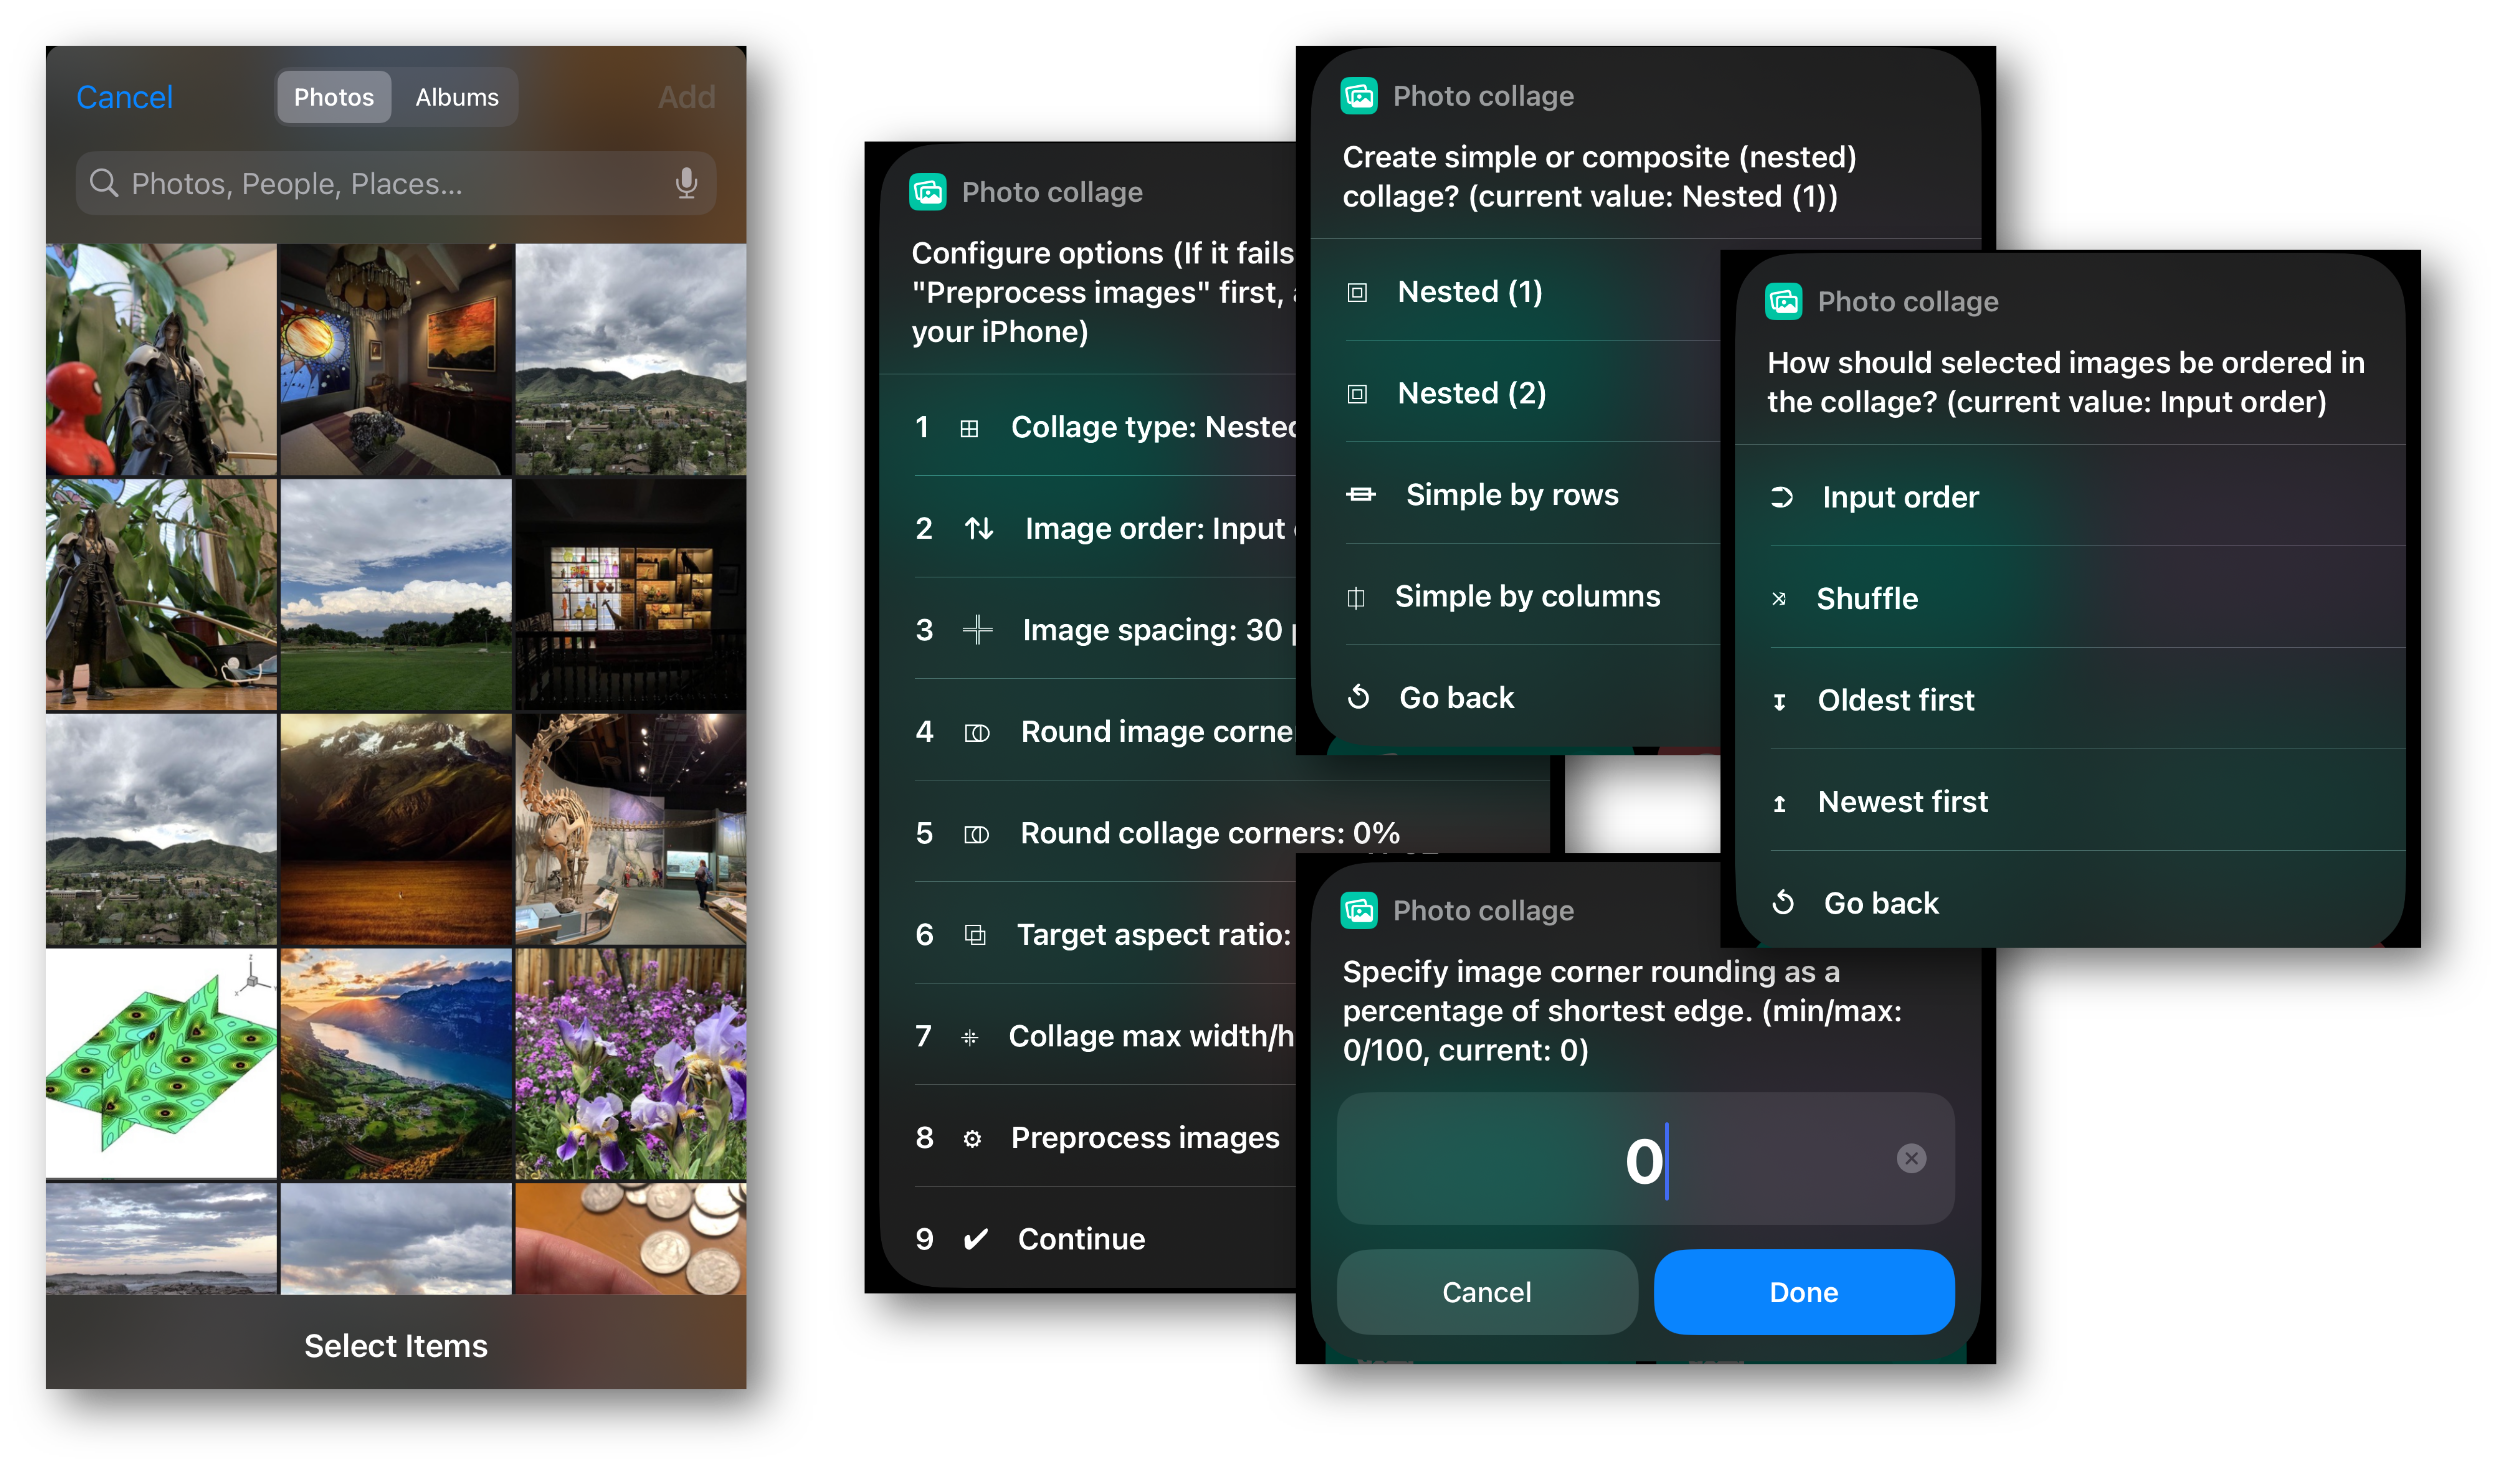 Cancel
Photos
Albums
Add
Photos, People, Places...
Select Items
Photo collage
Configure options (If it fails
"Preprocess images" first,
your iPhone)
1 Collage type: Nested
2 Image order: Input
3 Image spacing: 30
4 Round image corner
5 Round collage corners: 0%
6 Target aspect ratio:
7 Collage max width/h
8 Preprocess images
9 Continue
Photo collage
Create simple or composite (nested)
collage? (current value: Nested (1))
Nested (1)
Nested (2)
Simple by rows
Simple by columns
Go back
Photo collage
How should selected images be ordered in
the collage? (current value: Input order)
Input order
Shuffle
Oldest first
Newest first
Go back
Photo collage
Specify image corner rounding as a
percentage of shortest edge. (min/max:
0/100, current: 0)
0
Cancel
Done